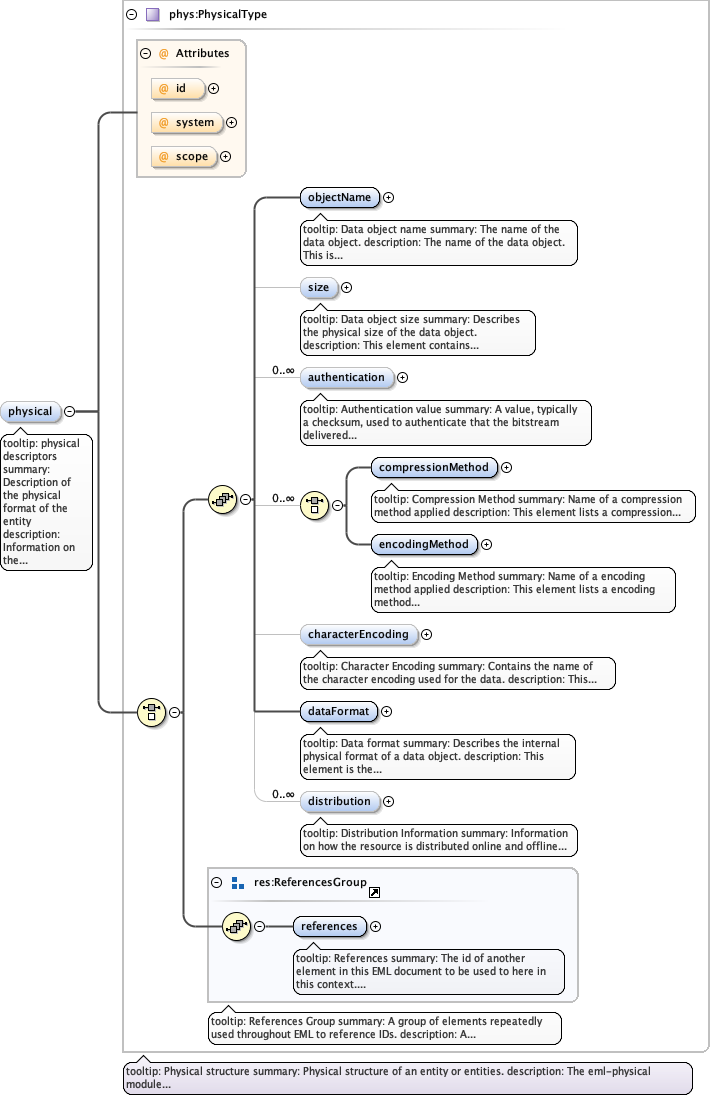 phys:PhysicalType
@ Attributes
@ id
@ system
@ scope
objectName
tooltip: Data object name summary: The name of the
data object. description: The name of the data object.
This is...
size
tooltip: Data object size summary: Describes
the physical size of the data object.
description: This element contains...
0..∞
authentication
tooltip: Authentication value summary: A value, typically
a checksum, used to authenticate that the bitstream
delivered...
physical
tooltip: physical
descriptors
summary:
Description of
the physical
format of the
entity
description:
Information on
the...
0..∞
compressionMethod
tooltip: Compression Method summary: Name of a compression
method applied description: This element lists a compression...
encodingMethod
tooltip: Encoding Method summary: Name of a encoding
method applied description: This element lists a encoding
method...
characterEncoding
tooltip: Character Encoding summary: Contains the name of
the character encoding used for the data. description: This...
dataFormat
tooltip: Data format summary: Describes the internal
physical format of a data object. description: This
element is the...
0..∞
distribution
tooltip: Distribution Information summary: Information
on how the resource is distributed online and offline...
res:ReferencesGroup
references
tooltip: References summary: The id of another
element in this EML document to be used to here in
this context....
tooltip: References Group summary: A group of elements repeatedly
used throughout EML to reference IDs. description: A...
tooltip: Physical structure summary: Physical structure of an entity or entities. description: The eml-physical
module...